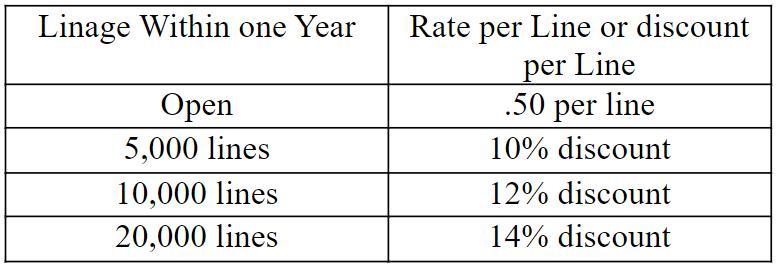 Linage Within one Year
Rate per Line or discount
per Line
Open
.50 per line
5,000 lines
10% discount
10,000 lines
12% discount
20,000 lines
14% discount